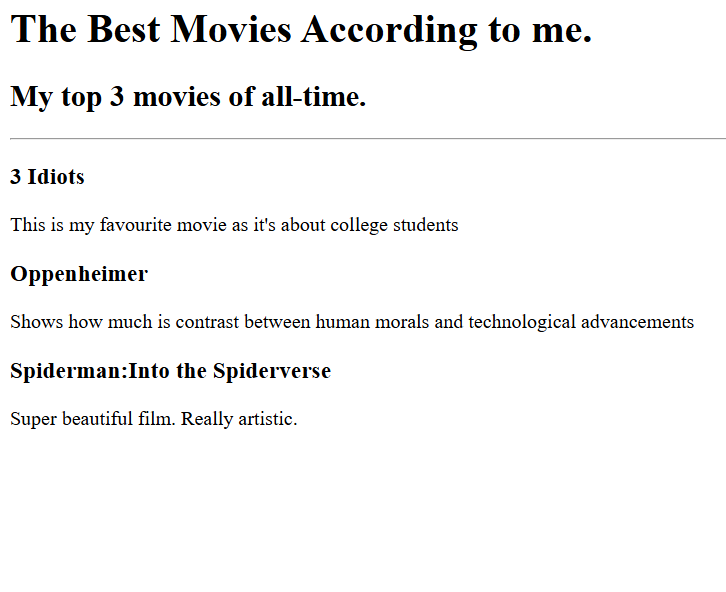 The Best Movies According to me.
My top 3 movies of all-time.
3 Idiots
This is my favourite movie as it's about college students
Oppenheimer
Shows how much is contrast between human morals and technological advancements
Spiderman:Into the Spiderverse
Super beautiful film. Really artistic.